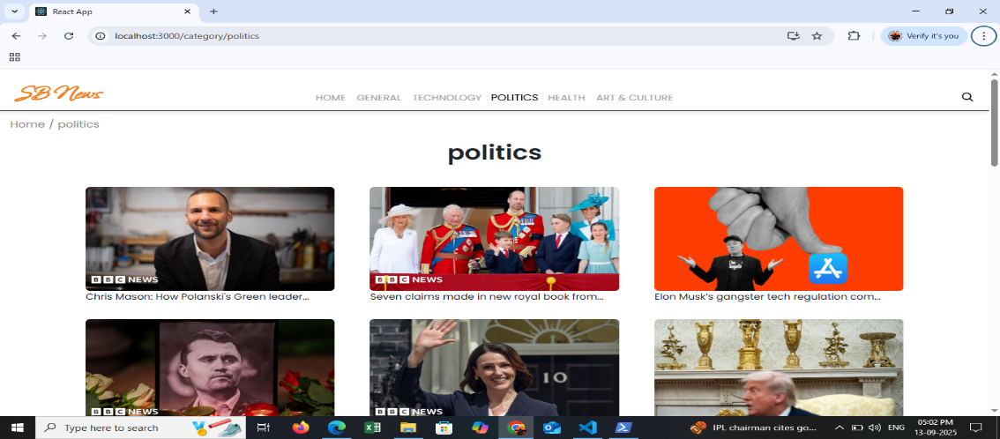 React App
localhost:3000/category/politics
Verify it's you
SB News
HOME GENERAL TECHNOLOGY POLITICS HEALTH ART & CULTURE
Home / politics
politics
BBC NEWS
BBC NEWS
Chris Mason: How Polanski's Green leader...
Seven claims made in new royal book from...
Elon Musk's gangster tech regulation com...
10
BBC NEWS
BBC NEWS
Type here to search
IPL chairman cites go...
ENG
05:02 PM
13-09-2025